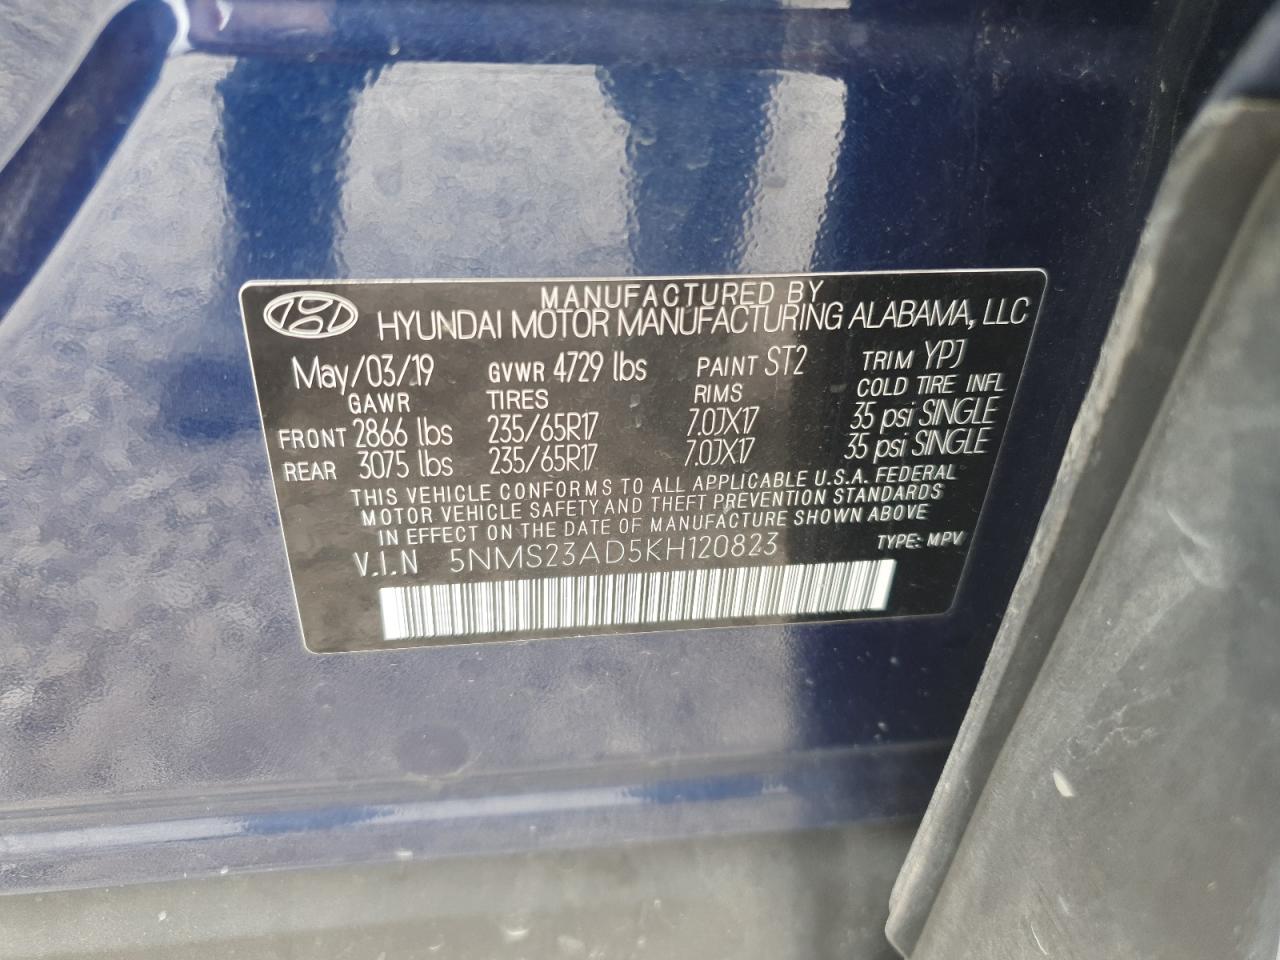 MANUFACTURED BY
HYUNDAI MOTOR MANUFACTURING ALABAMA, LLC
May/03/19 GVWR 4729 lbs PAINT ST2 TRIM YPJ
GAWR TIRES RIMS COLD TIRE INFL
FRONT 2866 lbs 235/65R17 7.0JX17 35 psi SINGLE
REAR 3075 lbs 235/65R17 7.0JX17 35 psi SINGLE
THIS VEHICLE CONFORMS TO ALL APPLICABLE U.S.A. FEDERAL
MOTOR VEHICLE SAFETY AND THEFT PREVENTION STANDARDS
IN EFFECT ON THE DATE OF MANUFACTURE SHOWN ABOVE
V.I.N 5NMS23AD5KH120823 TYPE: MPV